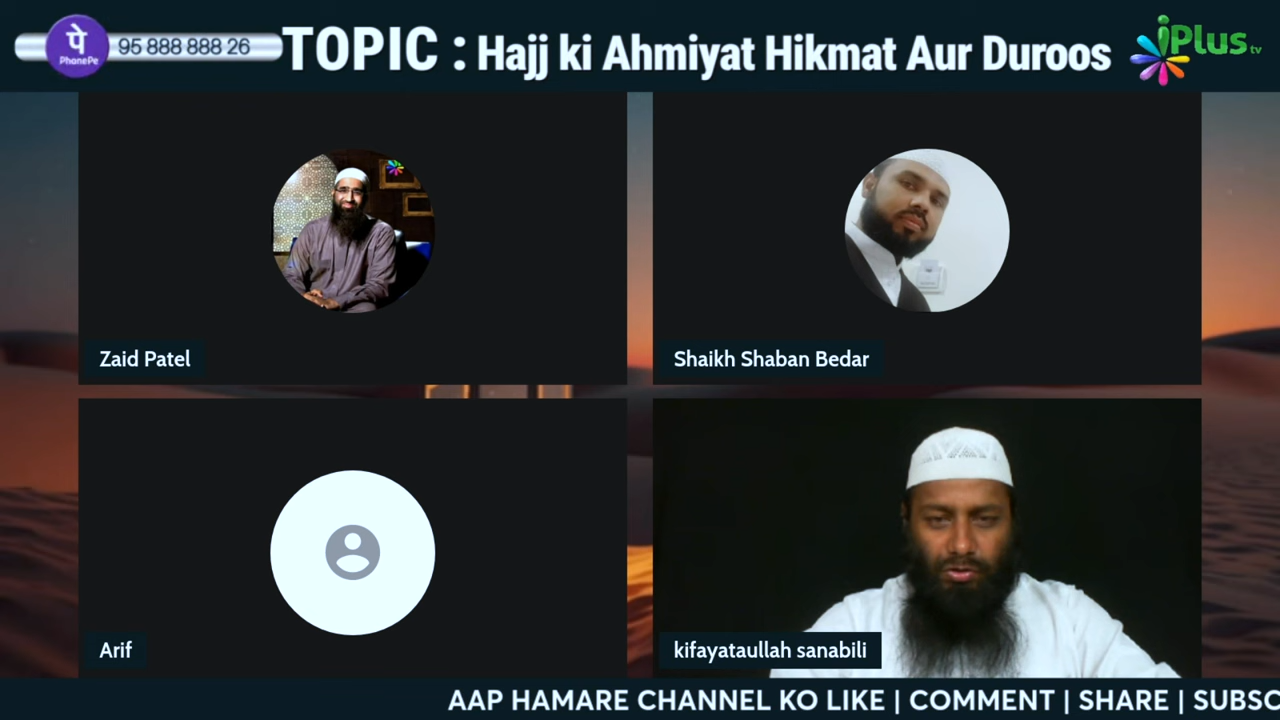 पे
PhonePe
95 888 888 26
TOPIC : Hajj ki Ahmiyat Hikmat Aur Duroos
iPlus tv
Zaid Patel
Shaikh Shaban Bedar
Arif
kifayataullah sanabili
AAP HAMARE CHANNEL KO LIKE | COMMENT | SHARE | SUBSC